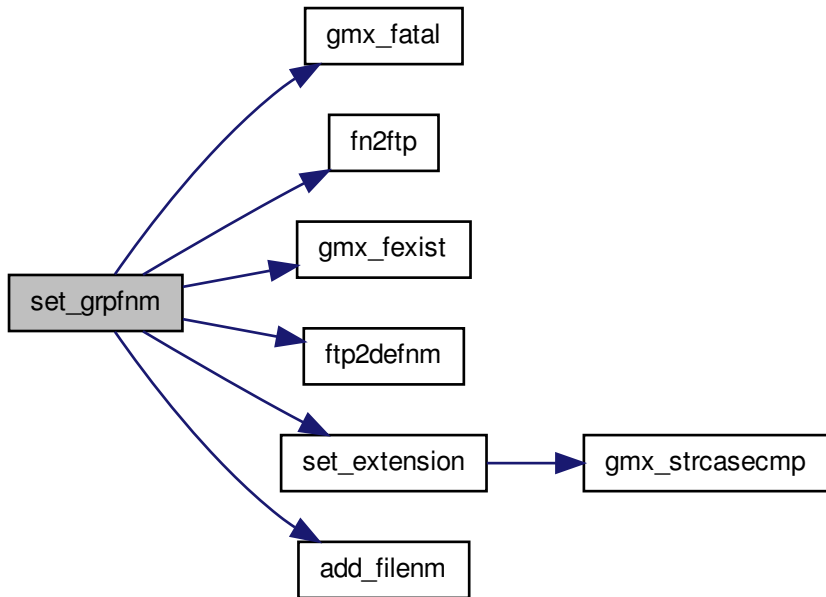 gmx_fatal
fn2ftp
gmx_fexist
set_grpfnm
ftp2defnm
set_extension
gmx_strcasecmp
add_filenm